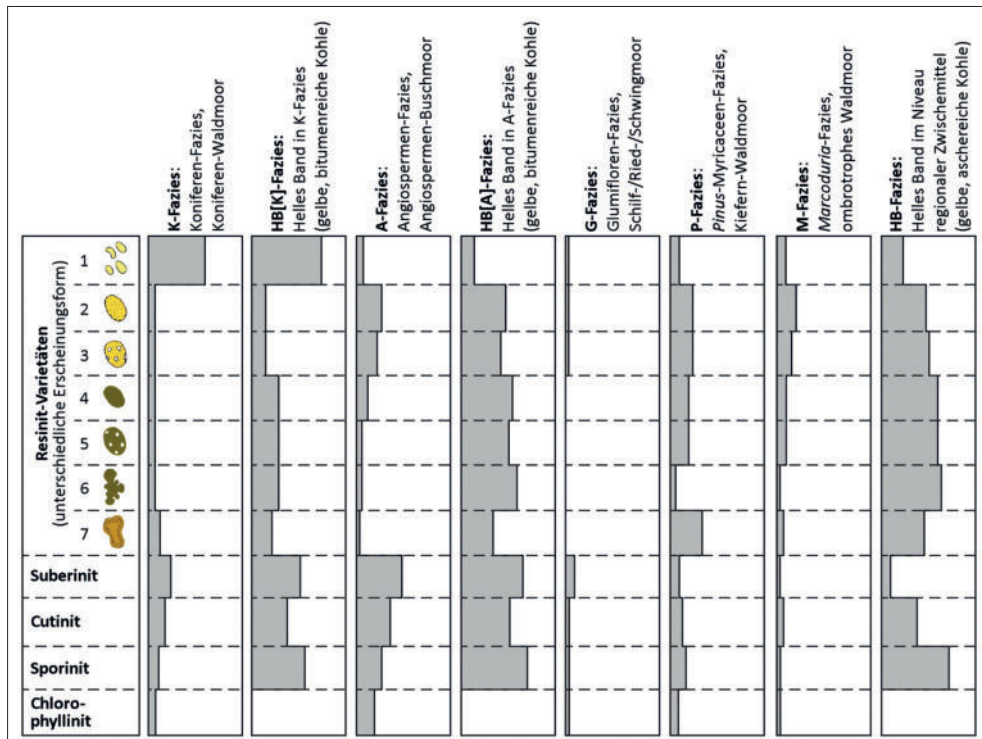 K-Fazies:
Koniferen-Fazies,
Koniferen-Waldmoor
HB[K]-Fazies:
Helles Band in K-Fazies
(gelbe, bitumenreiche Kohle)
A-Fazies:
Angiospermen-Fazies,
Angiospermen-Buschmoor
HB[A]-Fazies:
Helles Band in A-Fazies
(gelbe, bitumenreiche Kohle)
G-Fazies:
Glumifloren-Fazies,
Schilf-/Ried-/Schwingmoor
P-Fazies:
Pinus-Myricaceen-Fazies,
Kiefern-Waldmoor
M-Fazies:
Marcoduria-Fazies,
ombrotrophes Waldmoor
HB-Fazies:
Helles Band im Niveau
regionaler Zwischemittel
(gelbe, aschereiche Kohle)
Resinit-Varietäten
(unterschiedliche Erscheinungsform)
1
2
3
4
5
6
7
Suberinit
Cutinit
Sporinit
Chloro-
phyllinit